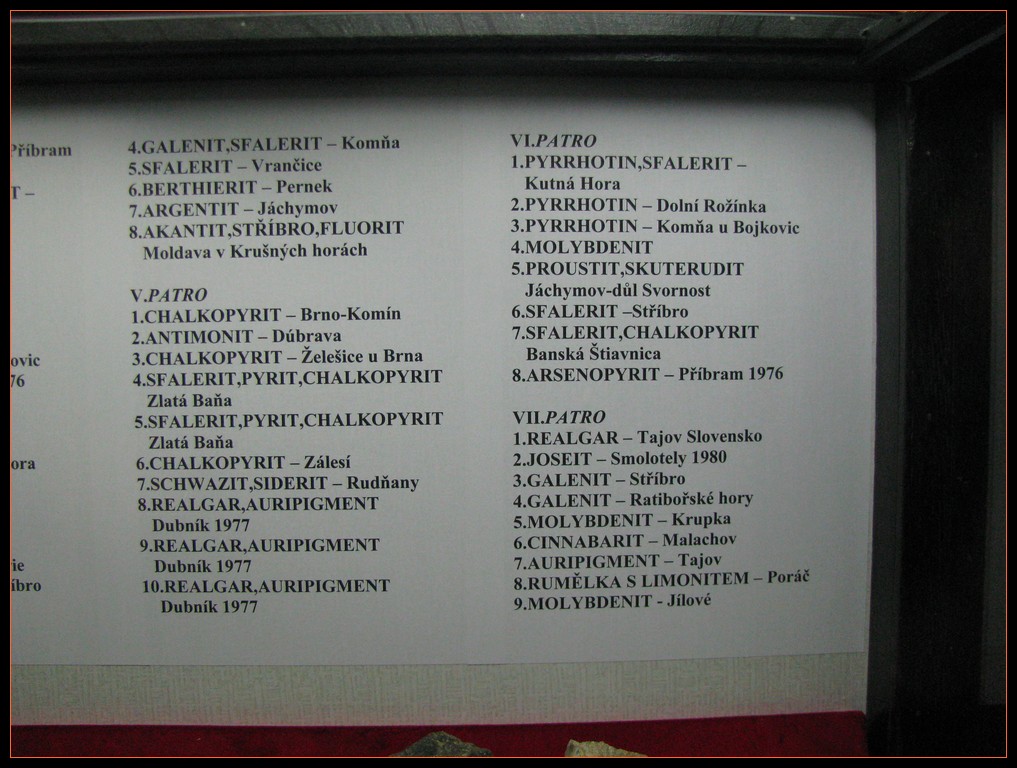 Příbram
T –
ovic
76
ora
ie
íbro
4.GALENIT,SFALERIT – Komňa
5.SFALERIT – Vrančice
6.BERTHIERIT – Pernek
7.ARGENTIT – Jáchymov
8.AKANTIT,STŘÍBRO,FLUORIT
Moldava v Krušných horách
V.PATRO
1.CHALKOPYRIT – Brno-Komín
2.ANTIMONIT – Dúbrava
3.CHALKOPYRIT – Želešice u Brna
4.SFALERIT,PYRIT,CHALKOPYRIT
Zlatá Baňa
5.SFALERIT,PYRIT,CHALKOPYRIT
Zlatá Baňa
6.CHALKOPYRIT – Zálesí
7.SCHWAZIT,SIDERIT – Rudňany
8.REALGAR,AURIPIGMENT
Dubník 1977
9.REALGAR,AURIPIGMENT
Dubník 1977
10.REALGAR,AURIPIGMENT
Dubník 1977
VI.PATRO
1.PYRRHOTIN,SFALERIT –
Kutná Hora
2.PYRRHOTIN – Dolní Rožínka
3.PYRRHOTIN – Komňa u Bojkovic
4.MOLYBDENIT
5.PROUSTIT,SKUTERUDIT
Jáchymov-důl Svornost
6.SFALERIT –Stříbro
7.SFALERIT,CHALKOPYRIT
Banská Štiavnica
8.ARSENOPYRIT – Příbram 1976
VII.PATRO
1.REALGAR – Tajov Slovensko
2.JOSEIT – Smolotely 1980
3.GALENIT – Stříbro
4.GALENIT – Ratibořské hory
5.MOLYBDENIT – Krupka
6.CINNABARIT – Malachov
7.AURIPIGMENT – Tajov
8.RUMĚLKA S LIMONITEM – Poráč
9.MOLYBDENIT - Jílové